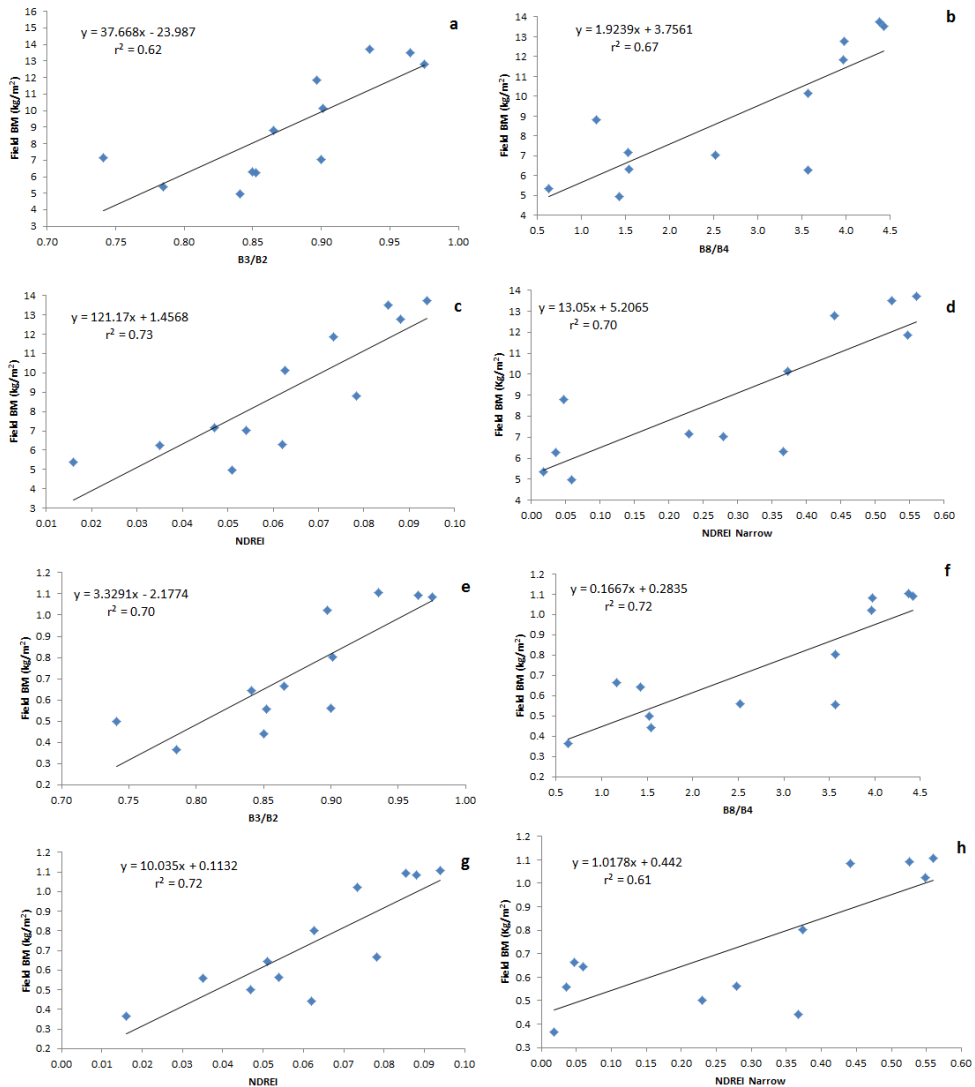 a
y = 37.668x - 23.987
r² = 0.62
Field BM (kg/m²)
16
15
14
13
12
11
10
9
8
7
6
5
4
3
0.70 0.75 0.80 0.85 0.90 0.95 1.00
B3/B2
b
y = 1.9239x + 3.7561
r² = 0.67
Field BM (kg/m²)
14
13
12
11
10
9
8
7
6
5
4
0.5 1.0 1.5 2.0 2.5 3.0 3.5 4.0 4.5
B8/B4
c
y = 121.17x + 1.4568
r² = 0.73
Field BM (kg/m²)
14
13
12
11
10
9
8
7
6
5
4
3
0.01 0.02 0.03 0.04 0.05 0.06 0.07 0.08 0.09 0.10
NDREI
d
y = 13.05x + 5.2065
r² = 0.70
Field BM (Kg/m²)
14
13
12
11
10
9
8
7
6
5
4
0.00 0.05 0.10 0.15 0.20 0.25 0.30 0.35 0.40 0.45 0.50 0.55 0.60
NDREI Narrow
e
y = 3.3291x - 2.1774
r² = 0.70
Field BM (kg/m²)
1.2
1.1
1.0
0.9
0.8
0.7
0.6
0.5
0.4
0.3
0.2
0.70 0.75 0.80 0.85 0.90 0.95 1.00
B3/B2
f
y = 0.1667x + 0.2835
r² = 0.72
Field BM (kg/m²)
1.2
1.1
1.0
0.9
0.8
0.7
0.6
0.5
0.4
0.3
0.2
0.5 1.0 1.5 2.0 2.5 3.0 3.5 4.0 4.5
B8/B4
g
y = 10.035x + 0.1132
r² = 0.72
Field BM (Kg/m²)
1.2
1.1
1.0
0.9
0.8
0.7
0.6
0.5
0.4
0.3
0.2
0.00 0.01 0.02 0.03 0.04 0.05 0.06 0.07 0.08 0.09 0.10
NDREI
h
y = 1.0178x + 0.442
r² = 0.61
Field BM (kg/m²)
1.2
1.1
1.0
0.9
0.8
0.7
0.6
0.5
0.4
0.3
0.00 0.05 0.10 0.15 0.20 0.25 0.30 0.35 0.40 0.45 0.50 0.55 0.60
NDREI Narrow